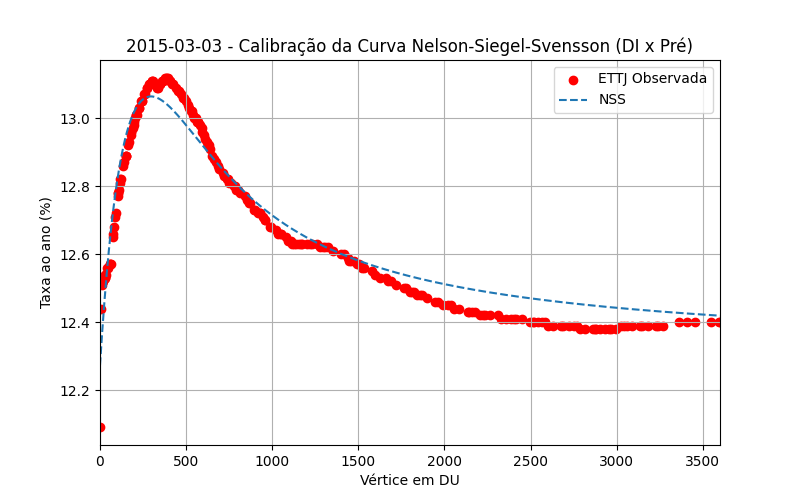 2015-03-03 - Calibração da Curva Nelson-Siegel-Svensson (DI x Pré)
ETTJ Observada
NSS
Taxa ao ano (%)
13.0
12.8
12.6
12.4
12.2
0 500 1000 1500 2000 2500 3000 3500
Vértice em DU